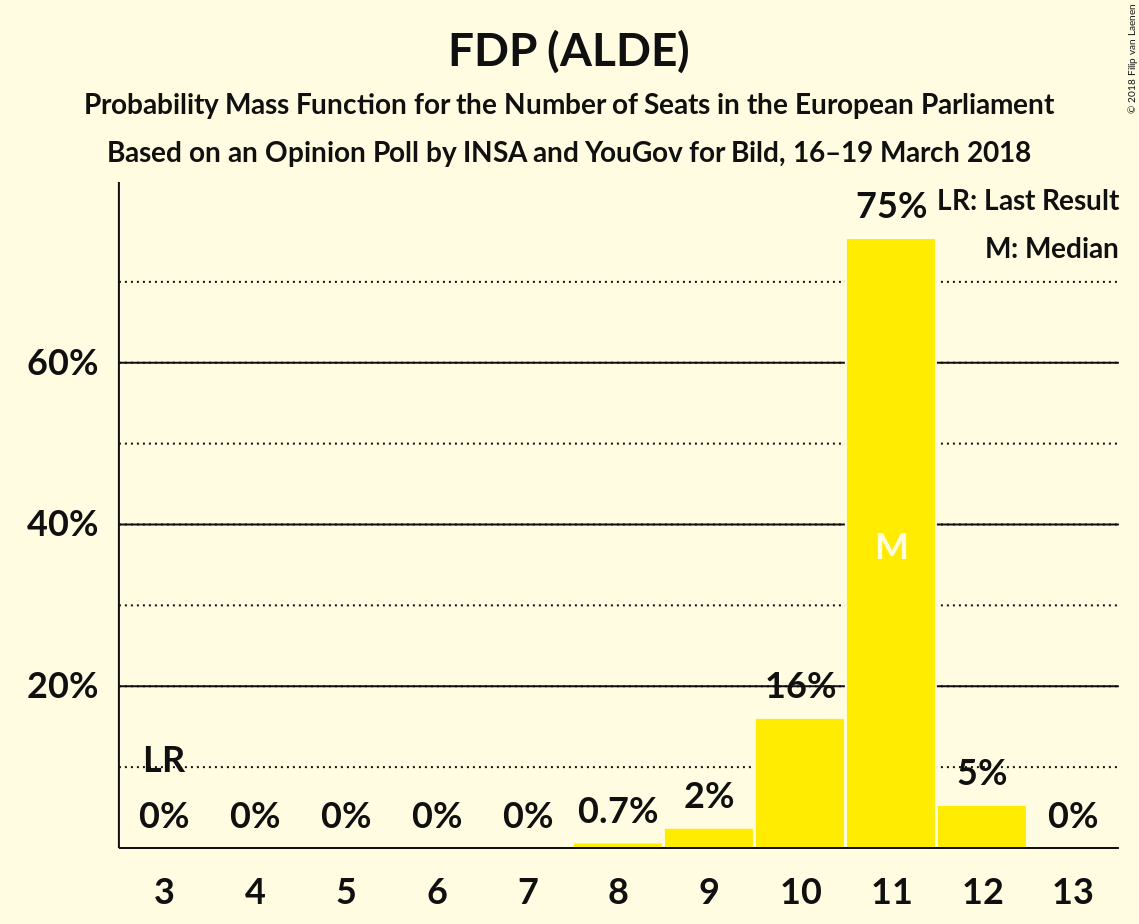 FDP (ALDE)
Probability Mass Function for the Number of Seats in the European Parliament
Based on an Opinion Poll by INSA and YouGov for Bild, 16–19 March 2018
© 2018 Filip van Laenen
LR: Last Result
M: Median
60%
40%
20%
LR
0%
0%
0%
0%
0%
0.7%
2%
16%
75%
M
5%
0%
3 4 5 6 7 8 9 10 11 12 13